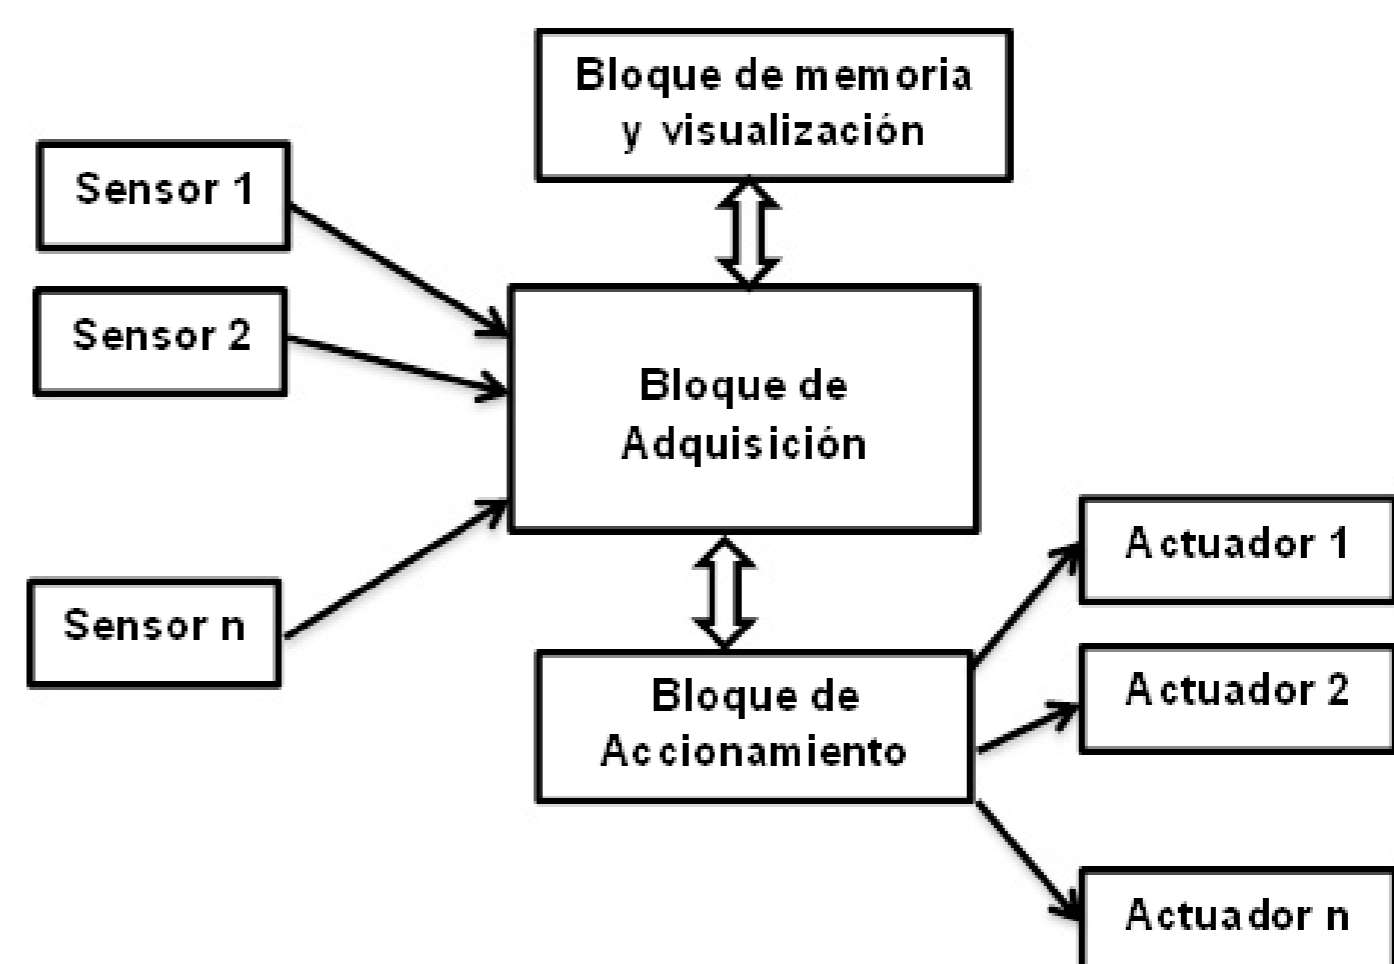 Bloque de memoria
y visualización
Sensor 1
Sensor 2
Bloque de
Adquisición
Sensor n
Actuador 1
Bloque de
Accionamiento
Actuador 2
Actuador n